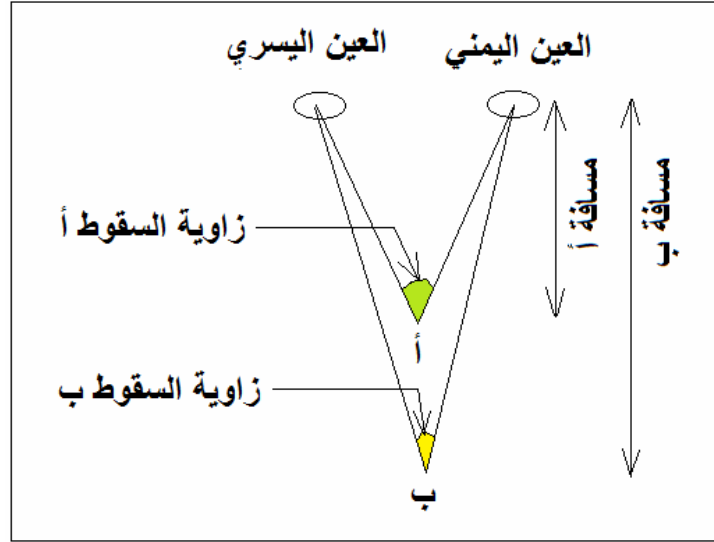 العين اليمني
العين اليسري
مسافة أ
مسافة ب
زاوية السقوط أ
أ
زاوية السقوط ب
ب